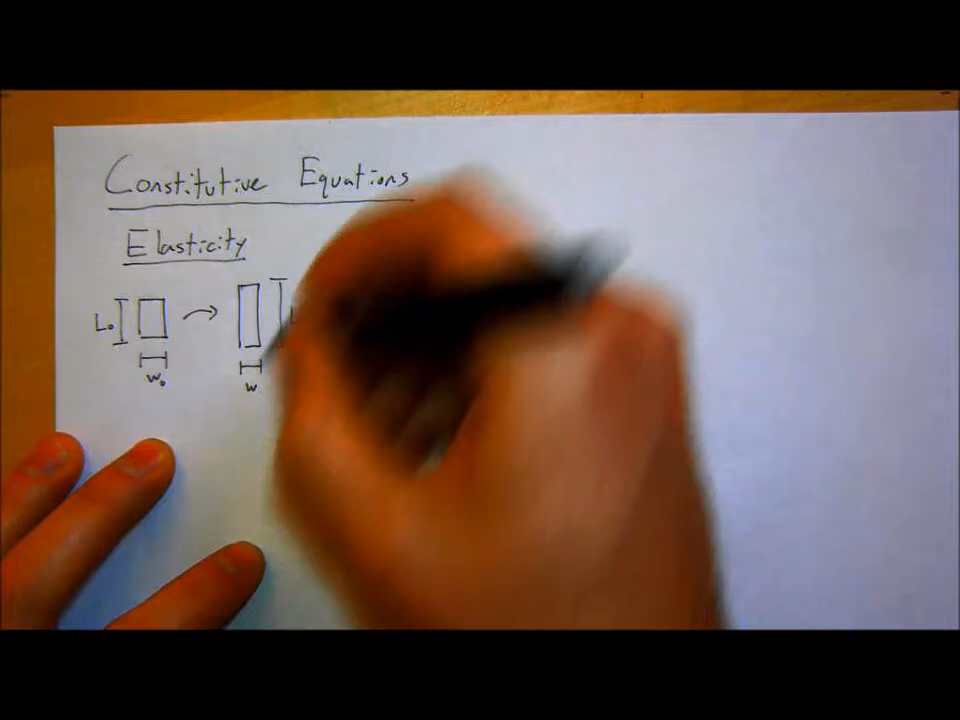 Constitutive Equations
Elasticity
L₀
w₀
w